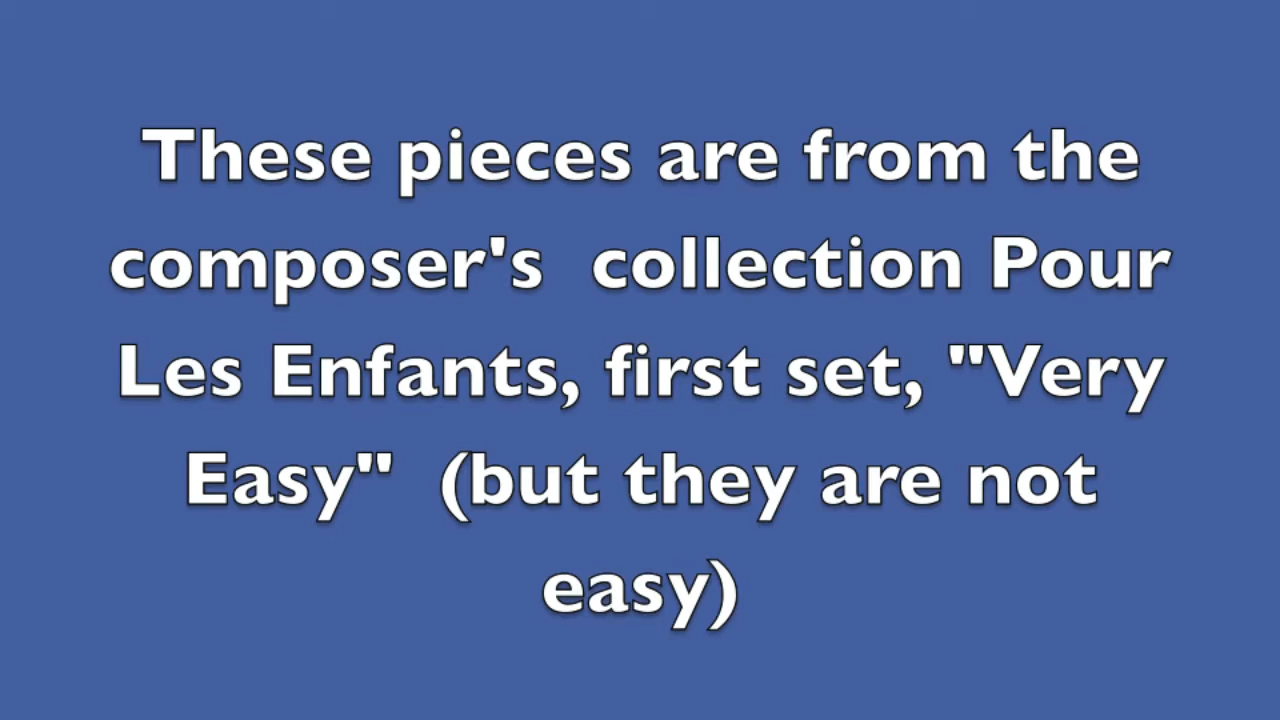 These pieces are from the
composer's  collection Pour
Les Enfants, first set, "Very
Easy"  (but they are not
easy)